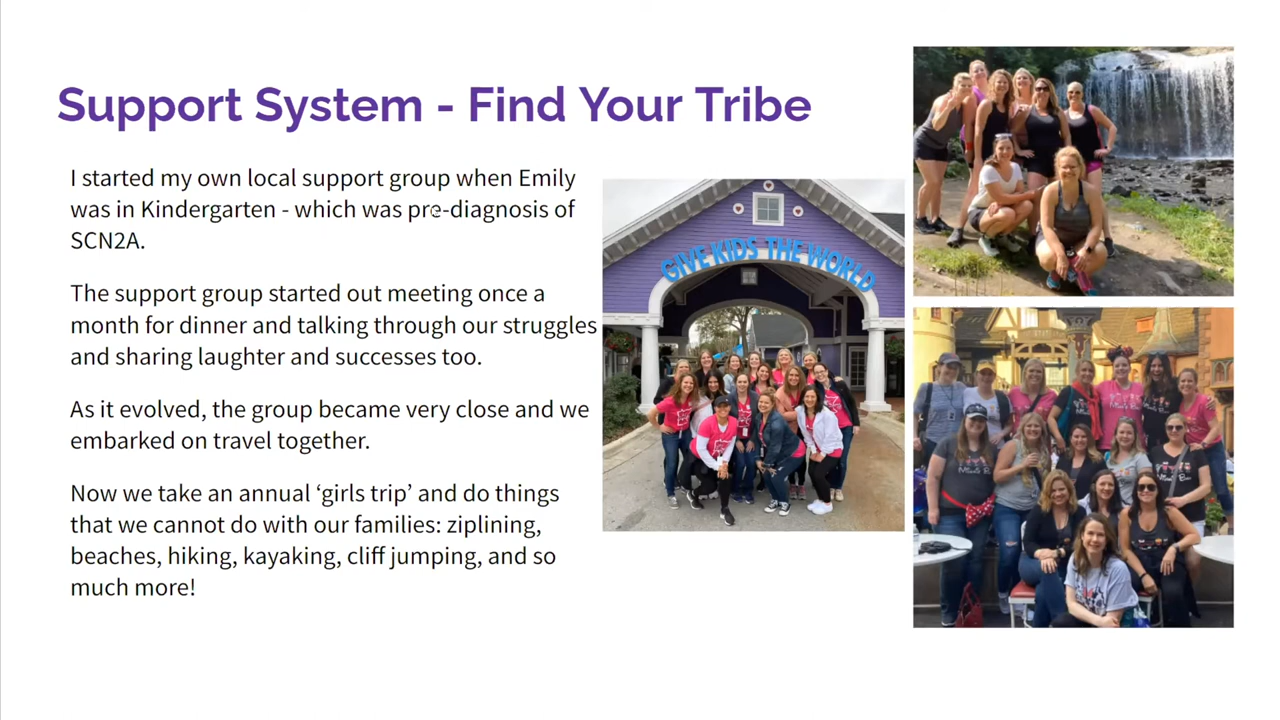 Support System - Find Your Tribe
I started my own local support group when Emily
was in Kindergarten - which was pre-diagnosis of
SCN2A.
The support group started out meeting once a
month for dinner and talking through our struggles
and sharing laughter and successes too.
As it evolved, the group became very close and we
embarked on travel together.
Now we take an annual ‘girls trip’ and do things
that we cannot do with our families: ziplining,
beaches, hiking, kayaking, cliff jumping, and so
much more!
GIVE KIDS THE WORLD